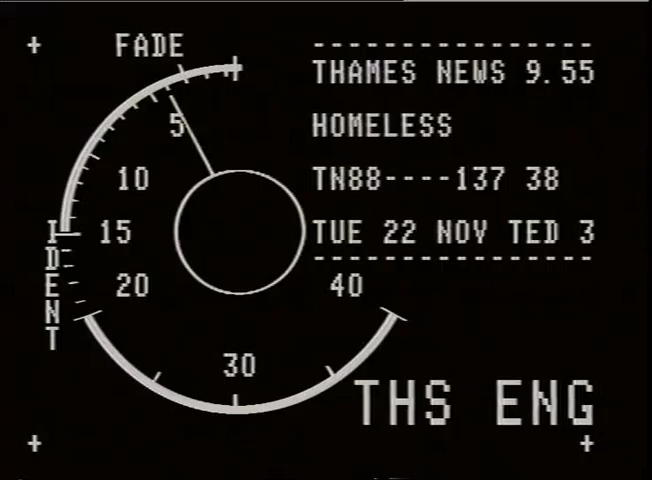 FADE
THAMES NEWS 9.55
HOMELESS
TN88----137 38
TUE 22 NOV TED 3
5
10
15
20
30
40
IDENT
THS ENG